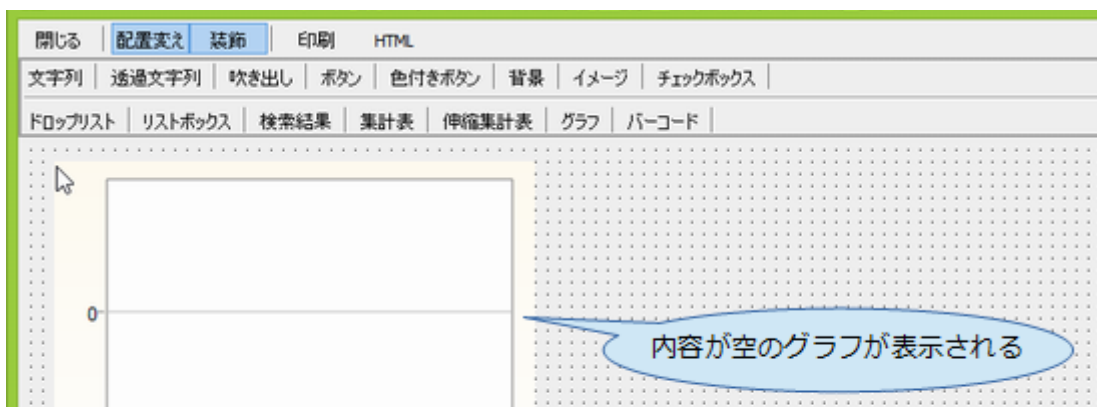 閉じる 配置変え 装飾 印刷 HTML
文字列 透過文字列 吹き出し ボタン 色付きボタン 背景 イメージ チェックボックス
ドロップリスト リストボックス 検索結果 集計表 伸縮集計表 グラフ バーコード
0
内容が空のグラフが表示される